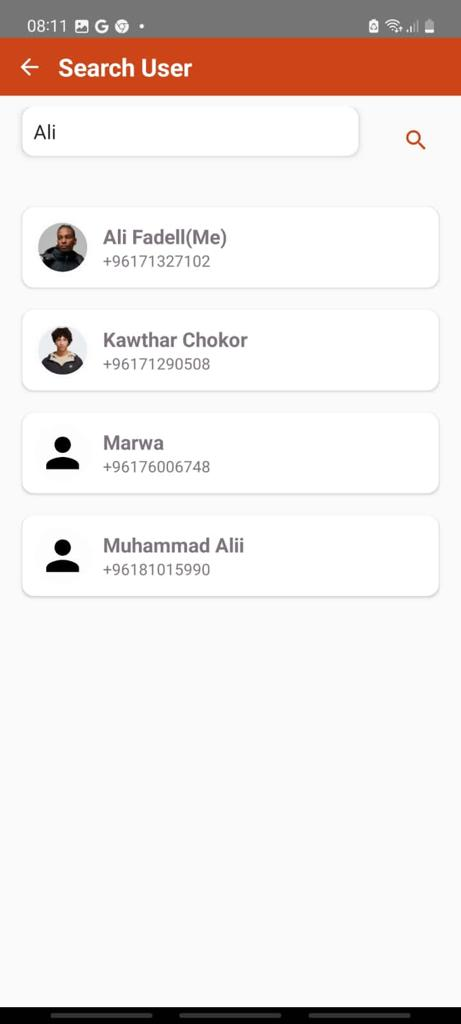 08:11
Search User
Ali
Ali Fadell(Me)
+96171327102
Kawthar Chokor
+96171290508
Marwa
+96176006748
Muhammad Alii
+96181015990